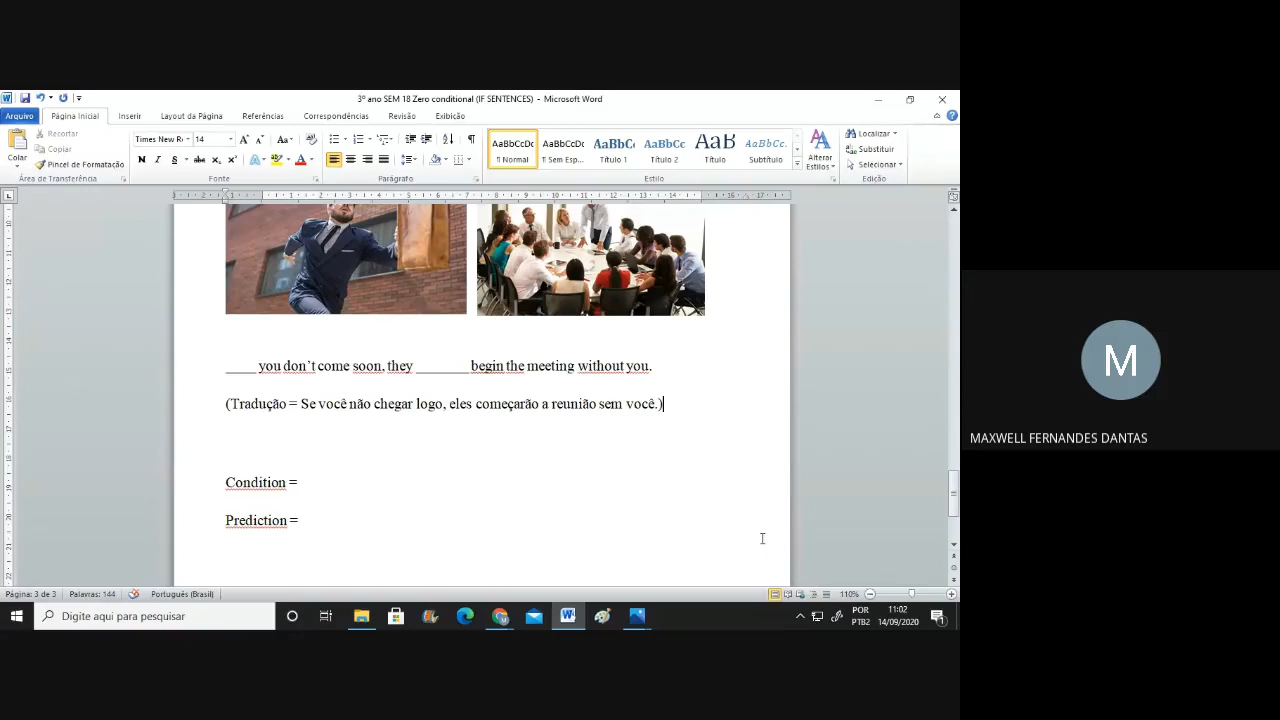 3º ano SEM 18 Zero conditional (IF SENTENCES) - Microsoft Word
Arquivo Página Inicial Inserir Layout da Página Referências Correspondências Revisão Exibição
Colar
Recortar
Copiar
Pincel de Formatação
Área de Transferência
Times New R 14
N I S abc x₂ x²
Fonte
Parágrafo
AaBbCcDc AaBbCcDc AaBbC AaBbCc AaB AaBbCc.
¶ Normal ¶ Sem Esp... Título 1 Título 2 Título Subtítulo
Estilo
Alterar Estilos
Localizar
Substituir
Selecionar
Edição
____ you don't come soon, they _______ begin the meeting without you.
(Tradução = Se você não chegar logo, eles começarão a reunião sem você.)
Condition =
Prediction =
M
MAXWELL FERNANDES DANTAS
Página: 3 de 3 Palavras: 144 Português (Brasil) 110%
Digite aqui para pesquisar
POR
PTB2
11:02
14/09/2020
1